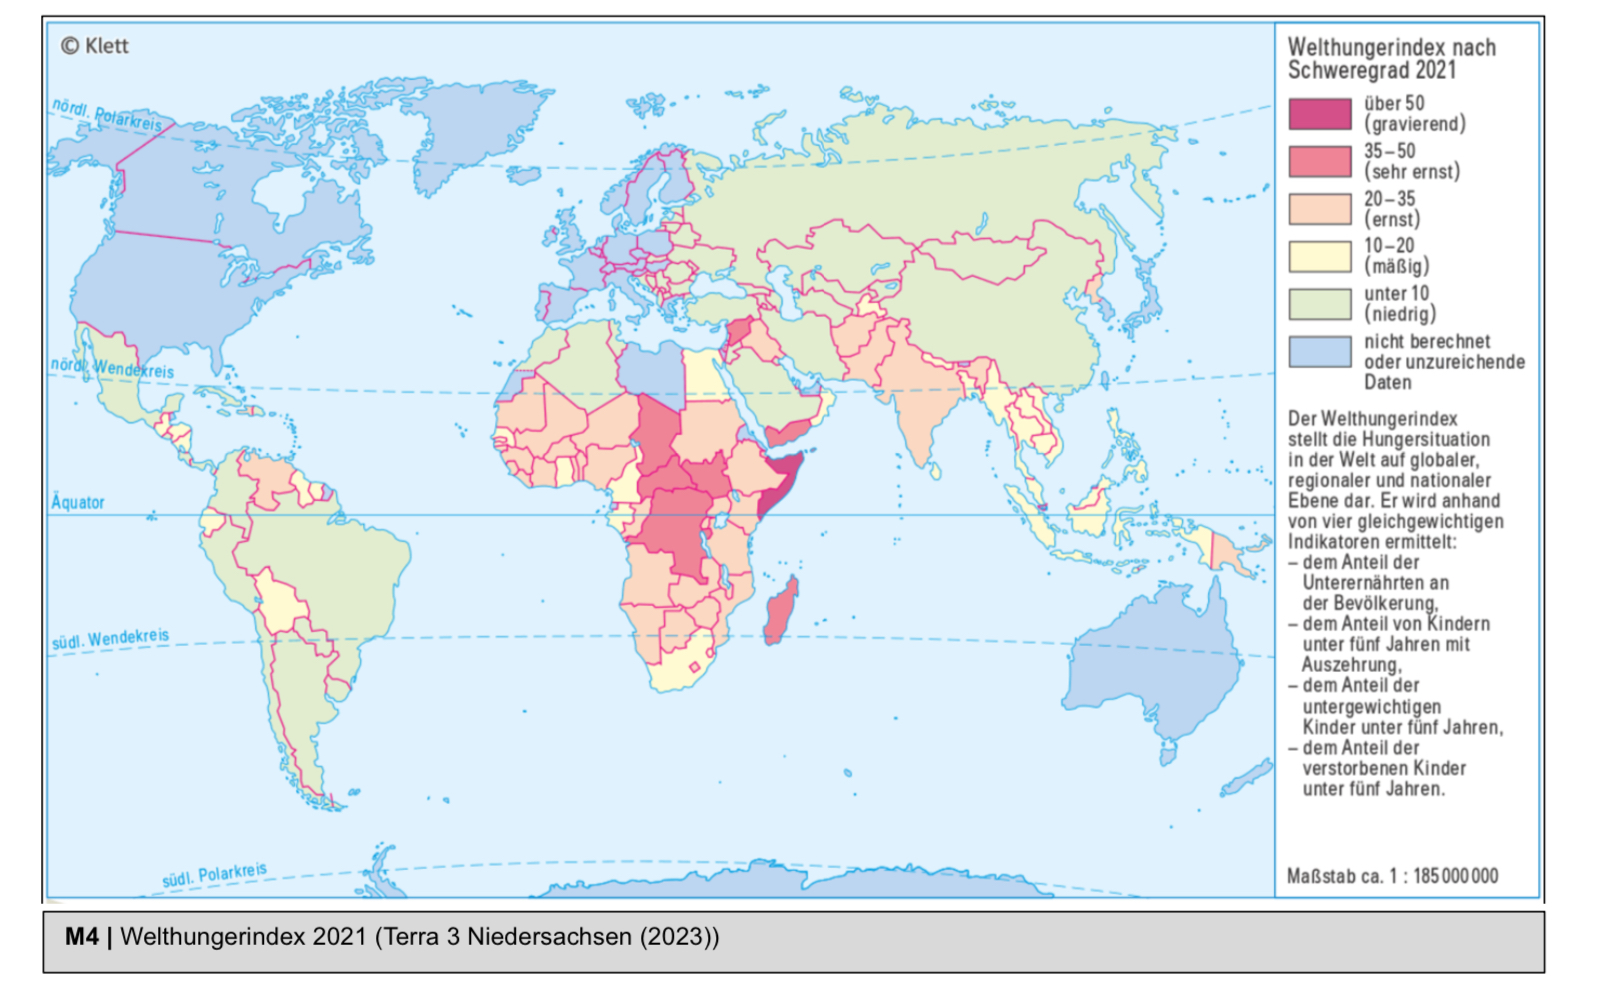 © Klett
nördl. Polarkreis
nördl. Wendekreis
Äquator
südl. Wendekreis
südl. Polarkreis
Welthungerindex nach
Schweregrad 2021
über 50
(gravierend)
35–50
(sehr ernst)
20–35
(ernst)
10–20
(mäßig)
unter 10
(niedrig)
nicht berechnet
oder unzureichende
Daten
Der Welthungerindex
stellt die Hungersituation
in der Welt auf globaler,
regionaler und nationaler
Ebene dar. Er wird anhand
von vier gleichgewichtigen
Indikatoren ermittelt:
– dem Anteil der
Unterernährten an
der Bevölkerung,
– dem Anteil von Kindern
unter fünf Jahren mit
Auszehrung,
– dem Anteil der
untergewichtigen
Kinder unter fünf Jahren,
– dem Anteil der
verstorbenen Kinder
unter fünf Jahren.
Maßstab ca. 1 : 185 000 000
M4 | Welthungerindex 2021 (Terra 3 Niedersachsen (2023))